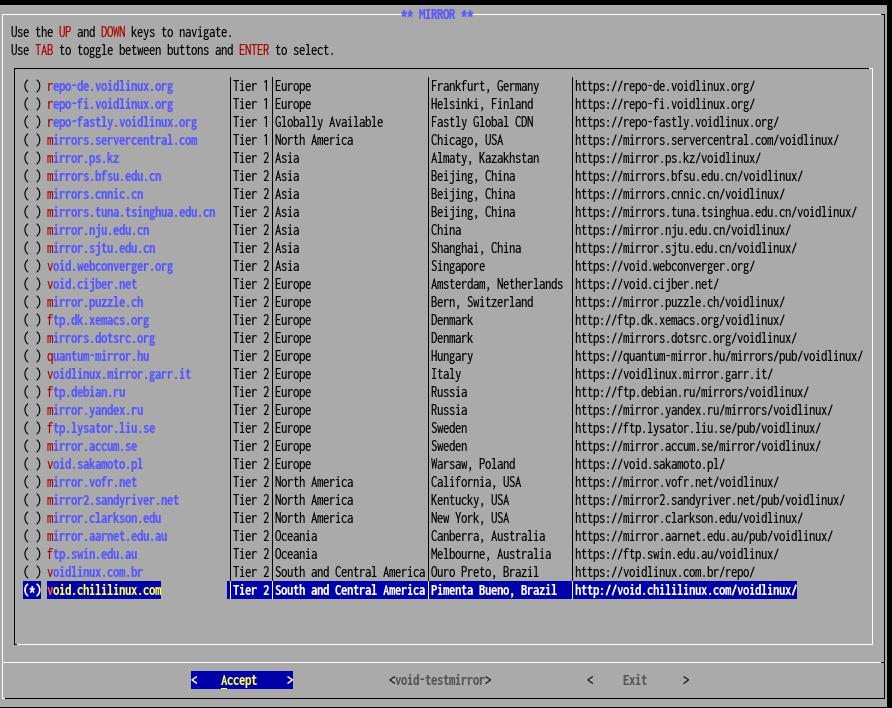 ** MIRROR **
Use the UP and DOWN keys to navigate.
Use TAB to toggle between buttons and ENTER to select.
( ) repo-de.voidlinux.org Tier 1 Europe Frankfurt, Germany https://repo-de.voidlinux.org/
( ) repo-fi.voidlinux.org Tier 1 Europe Helsinki, Finland https://repo-fi.voidlinux.org/
( ) repo-fastly.voidlinux.org Tier 1 Globally Available Fastly Global CDN https://repo-fastly.voidlinux.org/
( ) mirrors.servercentral.com Tier 1 North America Chicago, USA https://mirrors.servercentral.com/voidlinux/
( ) mirror.ps.kz Tier 2 Asia Almaty, Kazakhstan https://mirror.ps.kz/voidlinux/
( ) mirrors.bfsu.edu.cn Tier 2 Asia Beijing, China https://mirrors.bfsu.edu.cn/voidlinux/
( ) mirrors.cnnic.cn Tier 2 Asia Beijing, China https://mirrors.cnnic.cn/voidlinux/
( ) mirrors.tuna.tsinghua.edu.cn Tier 2 Asia Beijing, China https://mirrors.tuna.tsinghua.edu.cn/voidlinux/
( ) mirror.nju.edu.cn Tier 2 Asia China https://mirror.nju.edu.cn/voidlinux/
( ) mirror.sjtu.edu.cn Tier 2 Asia Shanghai, China https://mirror.sjtu.edu.cn/voidlinux/
( ) void.webconverger.org Tier 2 Asia Singapore https://void.webconverger.org/
( ) void.cijber.net Tier 2 Europe Amsterdam, Netherlands https://void.cijber.net/
( ) mirror.puzzle.ch Tier 2 Europe Bern, Switzerland https://mirror.puzzle.ch/voidlinux/
( ) ftp.dk.xemacs.org Tier 2 Europe Denmark http://ftp.dk.xemacs.org/voidlinux/
( ) mirrors.dotsrc.org Tier 2 Europe Denmark https://mirrors.dotsrc.org/voidlinux/
( ) quantum-mirror.hu Tier 2 Europe Hungary https://quantum-mirror.hu/mirrors/pub/voidlinux/
( ) voidlinux.mirror.garr.it Tier 2 Europe Italy https://voidlinux.mirror.garr.it/
( ) ftp.debian.ru Tier 2 Europe Russia http://ftp.debian.ru/mirrors/voidlinux/
( ) mirror.yandex.ru Tier 2 Europe Russia https://mirror.yandex.ru/mirrors/voidlinux/
( ) ftp.lysator.liu.se Tier 2 Europe Sweden https://ftp.lysator.liu.se/pub/voidlinux/
( ) mirror.accum.se Tier 2 Europe Sweden https://mirror.accum.se/mirror/voidlinux/
( ) void.sakamoto.pl Tier 2 Europe Warsaw, Poland https://void.sakamoto.pl/
( ) mirror.vofr.net Tier 2 North America California, USA https://mirror.vofr.net/voidlinux/
( ) mirror2.sandyriver.net Tier 2 North America Kentucky, USA https://mirror2.sandyriver.net/pub/voidlinux/
( ) mirror.clarkson.edu Tier 2 North America New York, USA https://mirror.clarkson.edu/voidlinux/
( ) mirror.aarnet.edu.au Tier 2 Oceania Canberra, Australia https://mirror.aarnet.edu.au/pub/voidlinux/
( ) ftp.swin.edu.au Tier 2 Oceania Melbourne, Australia https://ftp.swin.edu.au/voidlinux/
( ) voidlinux.com.br Tier 2 South and Central America Ouro Preto, Brazil https://voidlinux.com.br/repo/
(*) void.chililinux.com Tier 2 South and Central America Pimenta Bueno, Brazil http://void.chililinux.com/voidlinux/
< Accept > <void-testmirror> < Exit >